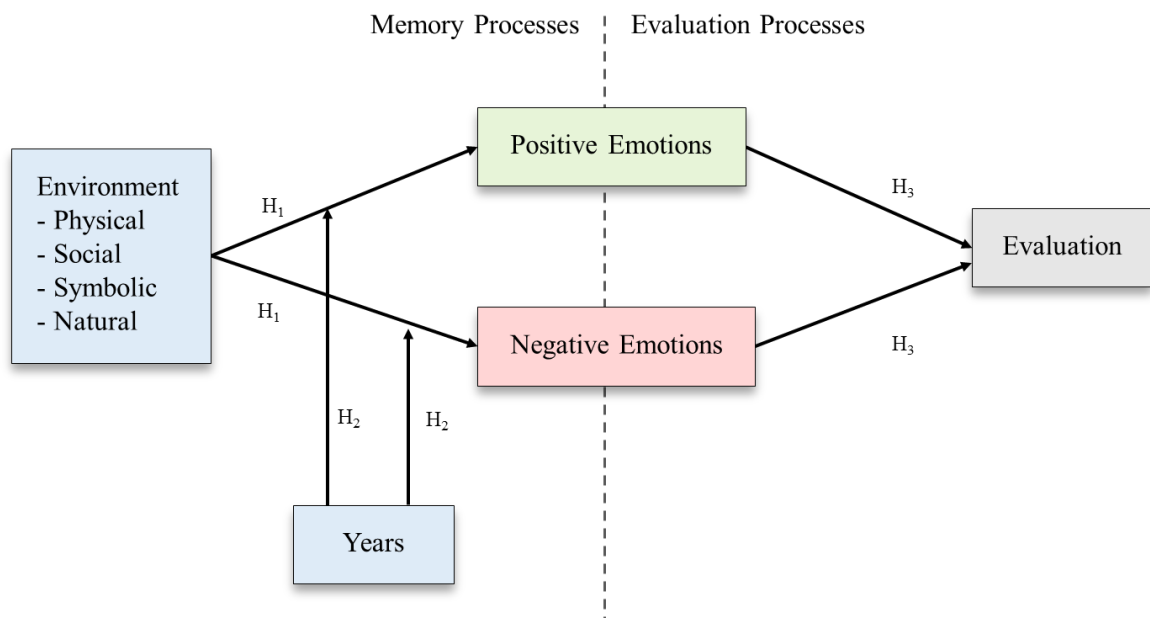 Memory Processes
Evaluation Processes
Positive Emotions
Environment
- Physical
- Social
- Symbolic
- Natural
H₁
H₃
Evaluation
H₁
Negative Emotions
H₃
H₂
H₂
Years